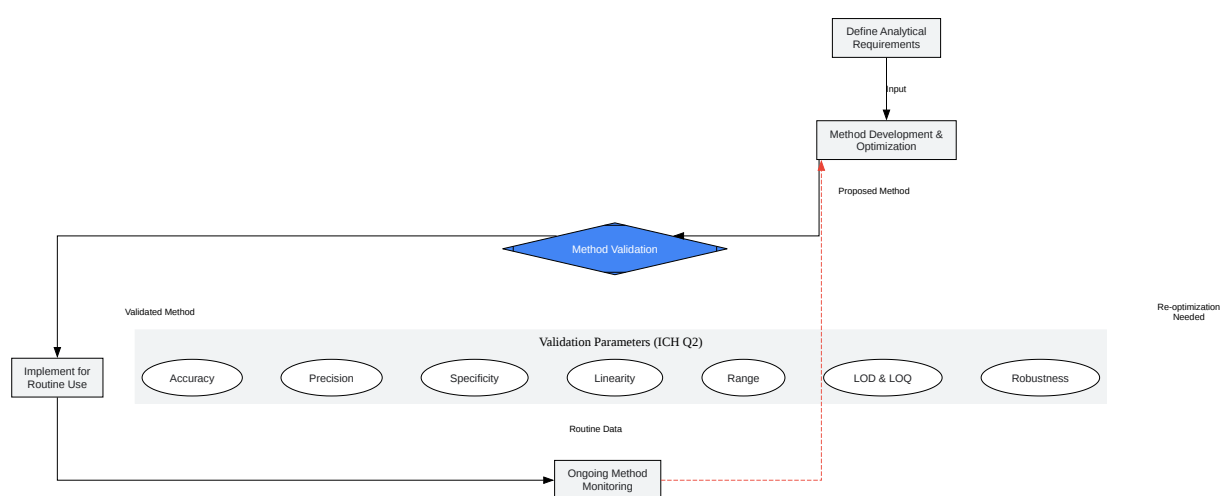 Define Analytical
Requirements
Input
Method Development &
Optimization
Proposed Method
Method Validation
Validated Method
Re-optimization
Needed
Validation Parameters (ICH Q2)
Implement for
Routine Use
Accuracy
Precision
Specificity
Linearity
Range
LOD & LOQ
Robustness
Routine Data
Ongoing Method
Monitoring